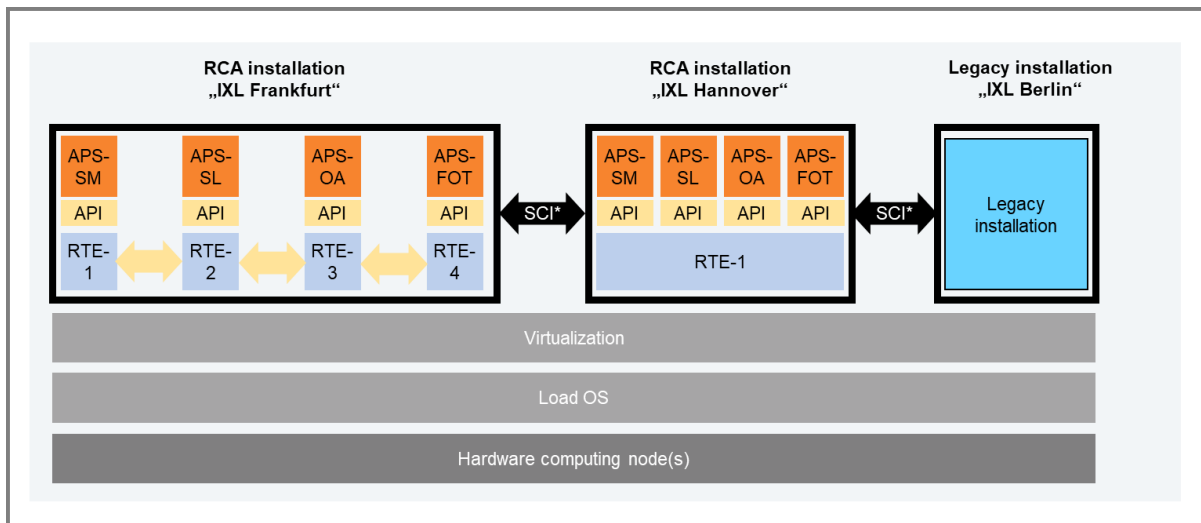 RCA installation
„IXL Frankfurt“
RCA installation
„IXL Hannover“
Legacy installation
„IXL Berlin“
APS-
SM
APS-
SL
APS-
OA
APS-
FOT
API
API
API
API
RTE-
1
RTE-
2
RTE-
3
RTE-
4
SCI*
APS-
SM
APS-
SL
APS-
OA
APS-
FOT
API
API
API
API
RTE-1
SCI*
Legacy
installation
Virtualization
Load OS
Hardware computing node(s)